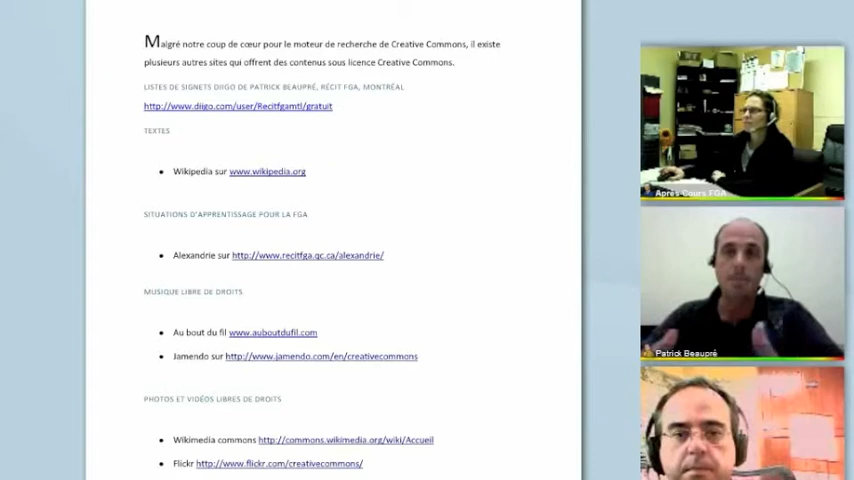 Malgré notre coup de cœur pour le moteur de recherche de Creative Commons, il existe
plusieurs autres sites qui offrent des contenus sous licence Creative Commons.
LISTES DE SIGNETS DIIGO DE PATRICK BEAUPRÉ, RÉCIT FGA, MONTRÉAL
http://www.diigo.com/user/Recitfgamtl/gratuit
TEXTES
• Wikipedia sur www.wikipedia.org
SITUATIONS D'APPRENTISSAGE POUR LA FGA
• Alexandrie sur http://www.recitfga.qc.ca/alexandrie/
MUSIQUE LIBRE DE DROITS
• Au bout du fil www.auboutdufil.com
• Jamendo sur http://www.jamendo.com/en/creativecommons
PHOTOS ET VIDÉOS LIBRES DE DROITS
• Wikimedia commons http://commons.wikimedia.org/wiki/Accueil
• Flickr http://www.flickr.com/creativecommons/
Après Cours FGA
Patrick Beaupré